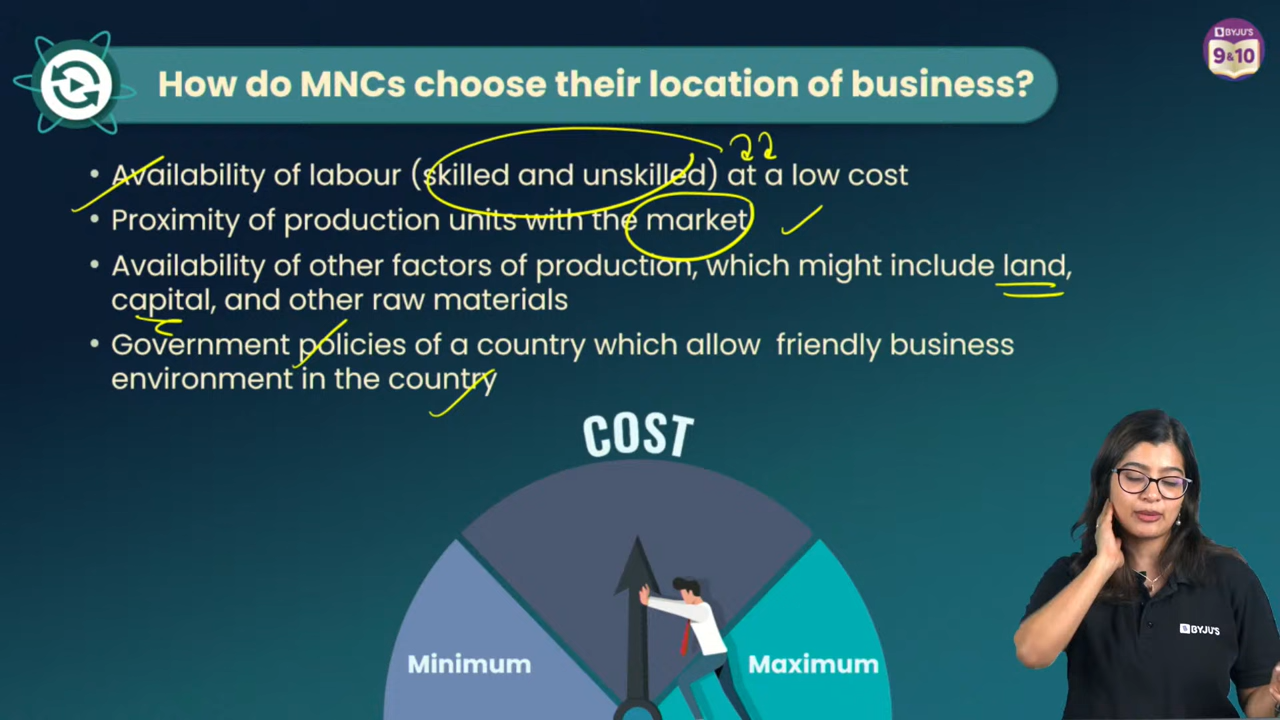 BYJU'S
9&10
How do MNCs choose their location of business?
• Availability of labour (skilled and unskilled) at a low cost
• Proximity of production units with the market
• Availability of other factors of production, which might include land,
capital, and other raw materials
• Government policies of a country which allow friendly business
environment in the country
COST
Minimum
Maximum
BYJU'S